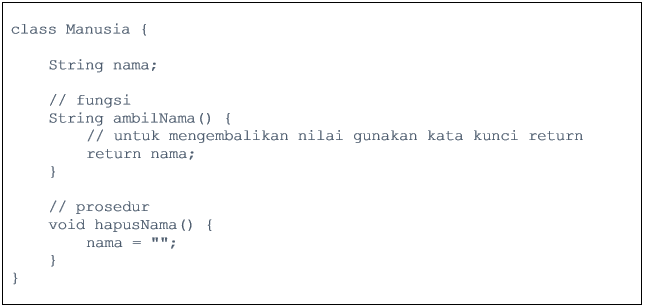 class Manusia {
String nama;
// fungsi
String ambilNama() {
// untuk mengembalikan nilai gunakan kata kunci return
return nama;
}
// prosedur
void hapusNama() {
nama = "";
}
}